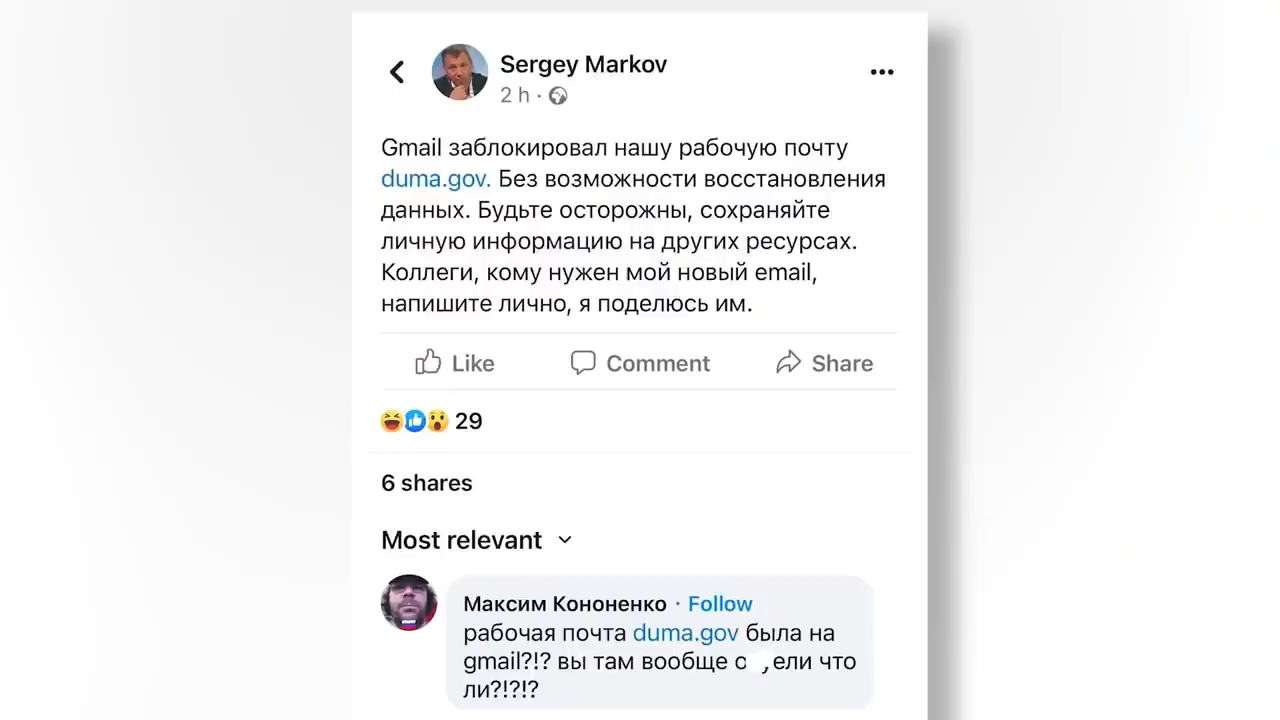 Sergey Markov
2 h ·
Gmail заблокировал нашу рабочую почту
duma.gov. Без возможности восстановления
данных. Будьте осторожны, сохраняйте
личную информацию на других ресурсах.
Коллеги, кому нужен мой новый email,
напишите лично, я поделюсь им.
Like Comment Share
29
6 shares
Most relevant
Максим Кононенко · Follow
рабочая почта duma.gov была на
gmail?!? вы там вообще что
ли?!?!?